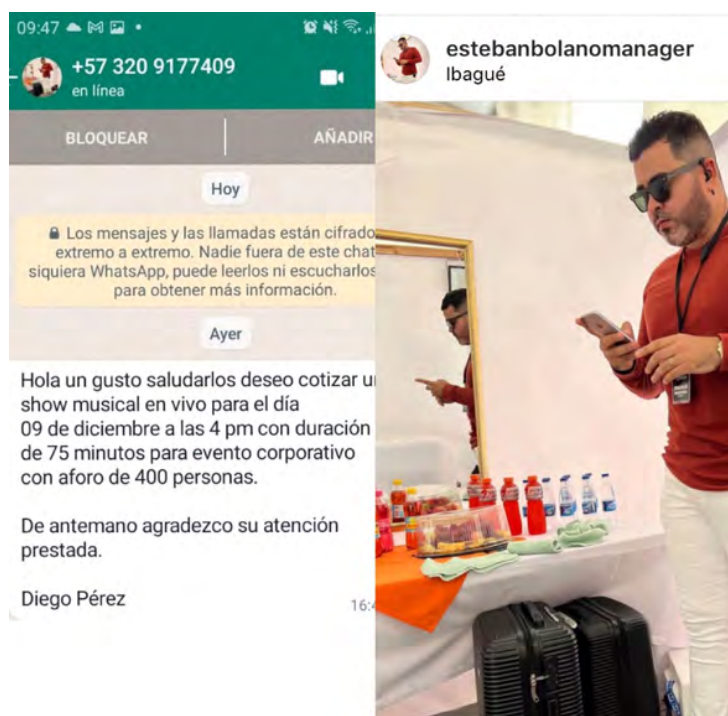 09:47
+57 320 9177409
en línea
BLOQUEAR
AÑADIR
Hoy
Los mensajes y las llamadas están cifrado
extremo a extremo. Nadie fuera de este chat
siquiera WhatsApp, puede leerlos ni escucharlos
para obtener más información.
Ayer
Hola un gusto saludarlos deseo cotizar
show musical en vivo para el día
09 de diciembre a las 4 pm con duración
de 75 minutos para evento corporativo
con aforo de 400 personas.
De antemano agradezco su atención
prestada.
Diego Pérez
estebanbolanomanager
Ibagué